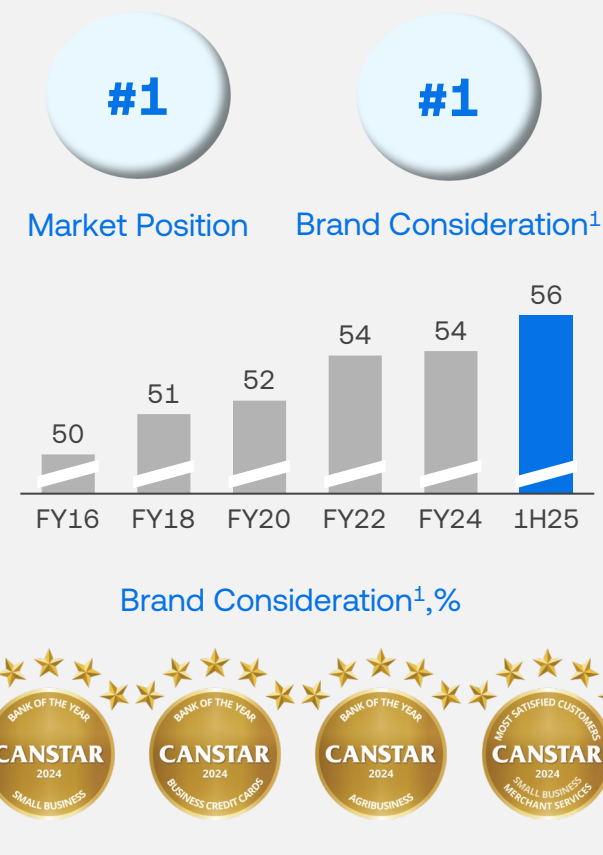 #1
#1
Market Position
Brand Consideration¹
50
51
52
54
54
56
FY16
FY18
FY20
FY22
FY24
1H25
Brand Consideration¹,%
BANK OF THE YEAR
CANSTAR
2024
SMALL BUSINESS
BANK OF THE YEAR
CANSTAR
2024
BUSINESS CREDIT CARDS
BANK OF THE YEAR
CANSTAR
2024
AGRIBUSINESS
MOST SATISFIED CUSTOMERS
CANSTAR
2024
SMALL BUSINESS
MERCHANT SERVICES